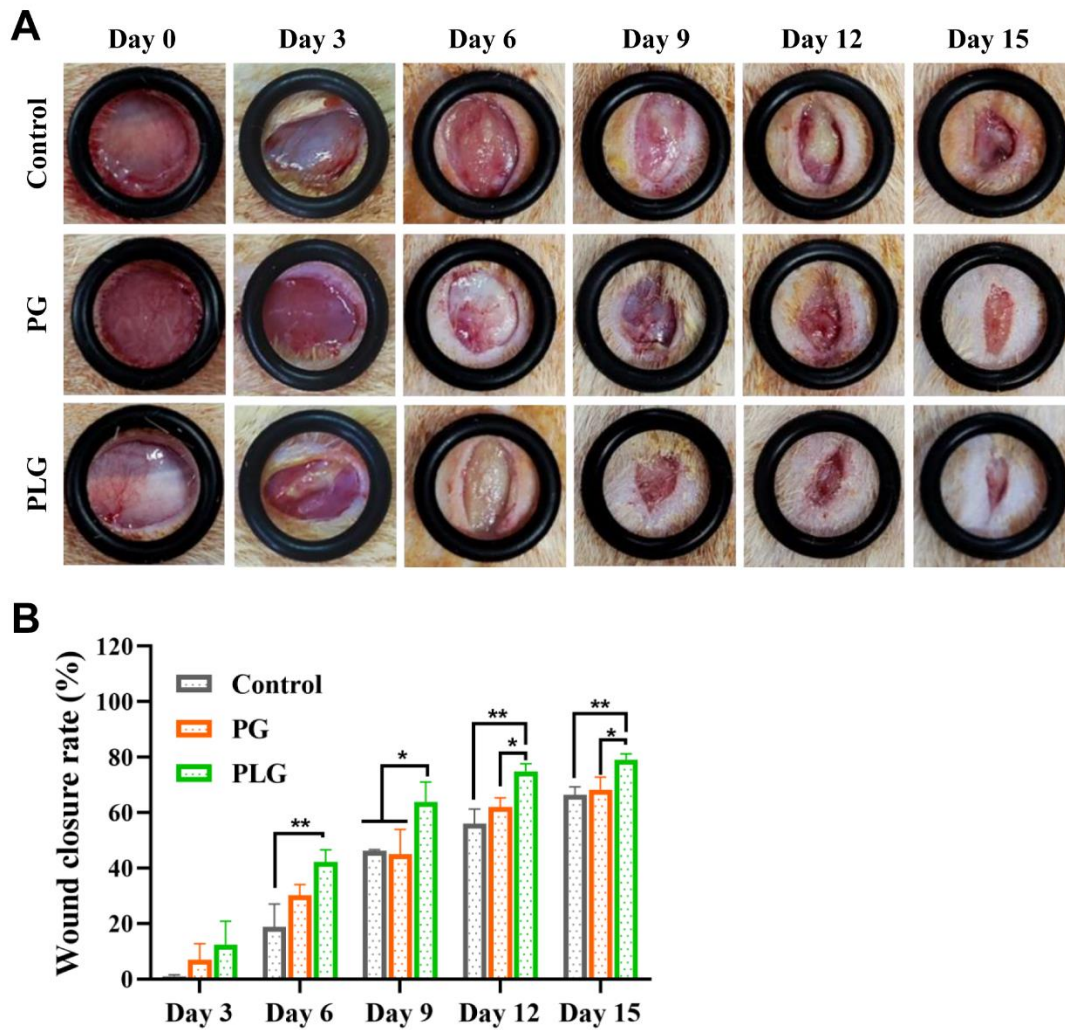 A
Day 0 Day 3 Day 6 Day 9 Day 12 Day 15
Control
PG
PLG
B
Wound closure rate (%)
120
100
80
60
40
20
0
Control
PG
PLG
**
*
**
*
**
*
Day 3 Day 6 Day 9 Day 12 Day 15